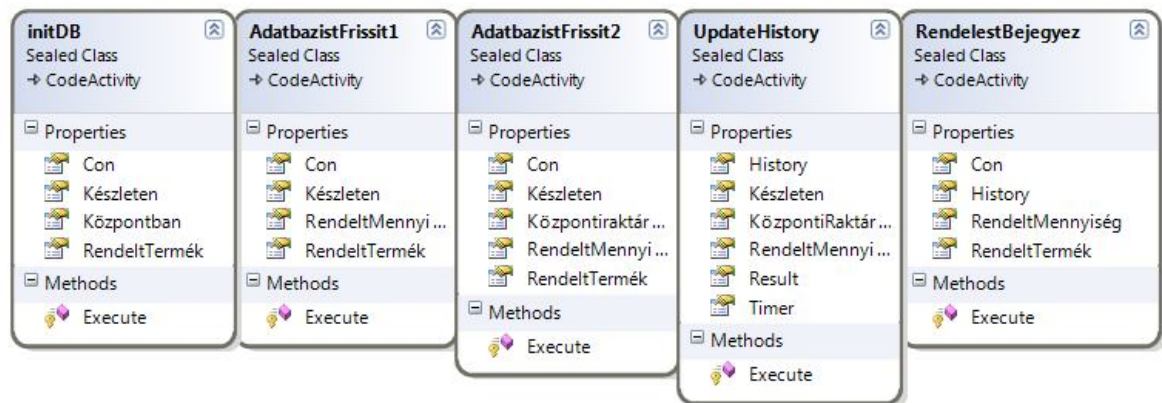 initDB
Sealed Class
CodeActivity
Properties
Con
Készleten
Központban
RendeltTermék
Methods
Execute
AdatbazistFrissit1
Sealed Class
CodeActivity
Properties
Con
Készleten
RendeltMennyi ...
RendeltTermék
Methods
Execute
AdatbazistFrissit2
Sealed Class
CodeActivity
Properties
Con
Készleten
Központiraktár ...
RendeltMennyi ...
RendeltTermék
Methods
Execute
UpdateHistory
Sealed Class
CodeActivity
Properties
History
Készleten
KözpontiRaktár ...
RendeltMennyi ...
Result
Timer
Methods
Execute
RendelestBejegyez
Sealed Class
CodeActivity
Properties
Con
History
RendeltMennyiség
RendeltTermék
Methods
Execute